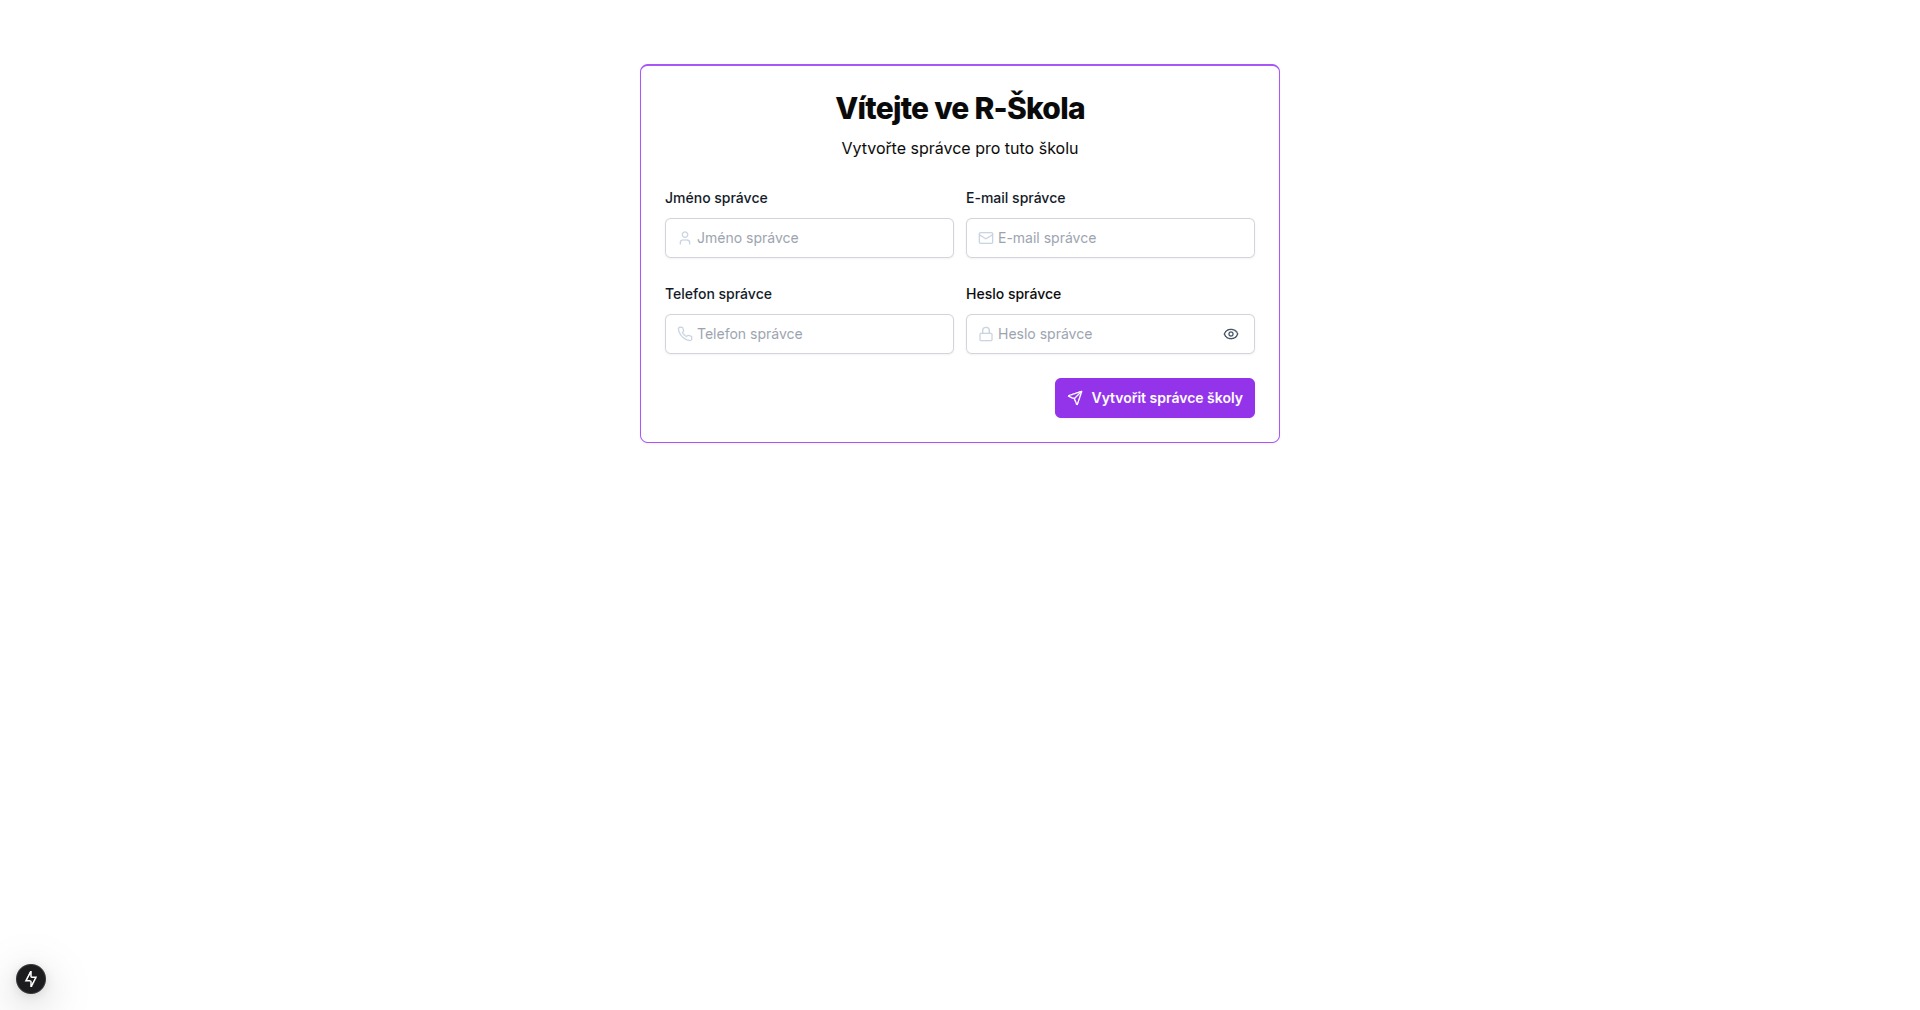 Vítejte ve R-Škola
Vytvořte správce pro tuto školu
Jméno správce
E-mail správce
Jméno správce
E-mail správce
Telefon správce
Heslo správce
Telefon správce
Heslo správce
Vytvořit správce školy